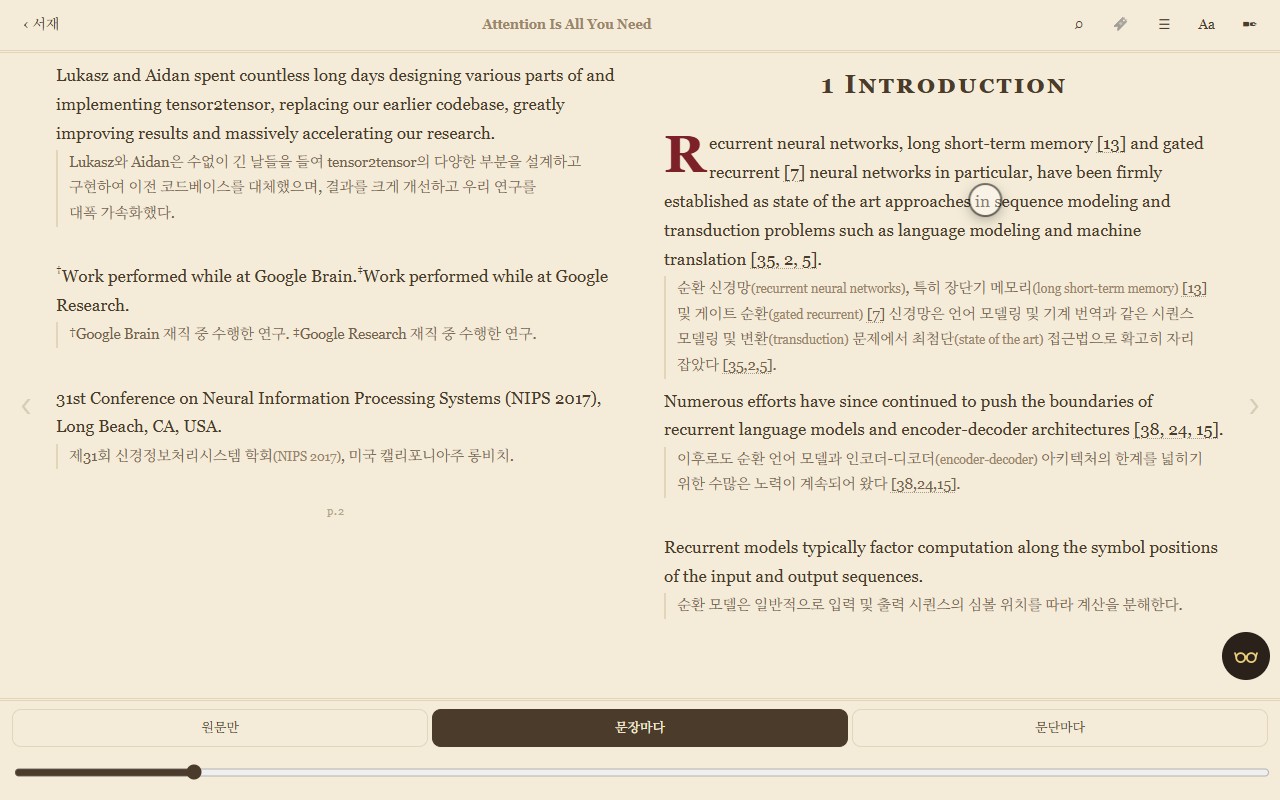 ‹ 서재
Attention Is All You Need
Aa
Lukasz and Aidan spent countless long days designing various parts of and
implementing tensor2tensor, replacing our earlier codebase, greatly
improving results and massively accelerating our research.
Lukasz와 Aidan은 수없이 긴 날들을 들여 tensor2tensor의 다양한 부분을 설계하고
구현하여 이전 코드베이스를 대체했으며, 결과를 크게 개선하고 우리 연구를
대폭 가속화했다.
†Work performed while at Google Brain.‡Work performed while at Google
Research.
†Google Brain 재직 중 수행한 연구. ‡Google Research 재직 중 수행한 연구.
31st Conference on Neural Information Processing Systems (NIPS 2017),
Long Beach, CA, USA.
제31회 신경정보처리시스템 학회(NIPS 2017), 미국 캘리포니아주 롱비치.
p.2
1 Introduction
Recurrent neural networks, long short-term memory [13] and gated
recurrent [7] neural networks in particular, have been firmly
established as state of the art approaches in sequence modeling and
transduction problems such as language modeling and machine
translation [35, 2, 5].
순환 신경망(recurrent neural networks), 특히 장단기 메모리(long short-term memory) [13]
및 게이트 순환(gated recurrent) [7] 신경망은 언어 모델링 및 기계 번역과 같은 시퀀스
모델링 및 변환(transduction) 문제에서 최첨단(state of the art) 접근법으로 확고히 자리
잡았다 [35,2,5].
Numerous efforts have since continued to push the boundaries of
recurrent language models and encoder-decoder architectures [38, 24, 15].
이후로도 순환 언어 모델과 인코더-디코더(encoder-decoder) 아키텍처의 한계를 넓히기
위한 수많은 노력이 계속되어 왔다 [38,24,15].
Recurrent models typically factor computation along the symbol positions
of the input and output sequences.
순환 모델은 일반적으로 입력 및 출력 시퀀스의 심볼 위치를 따라 계산을 분해한다.
원문만
문장마다
문단마다